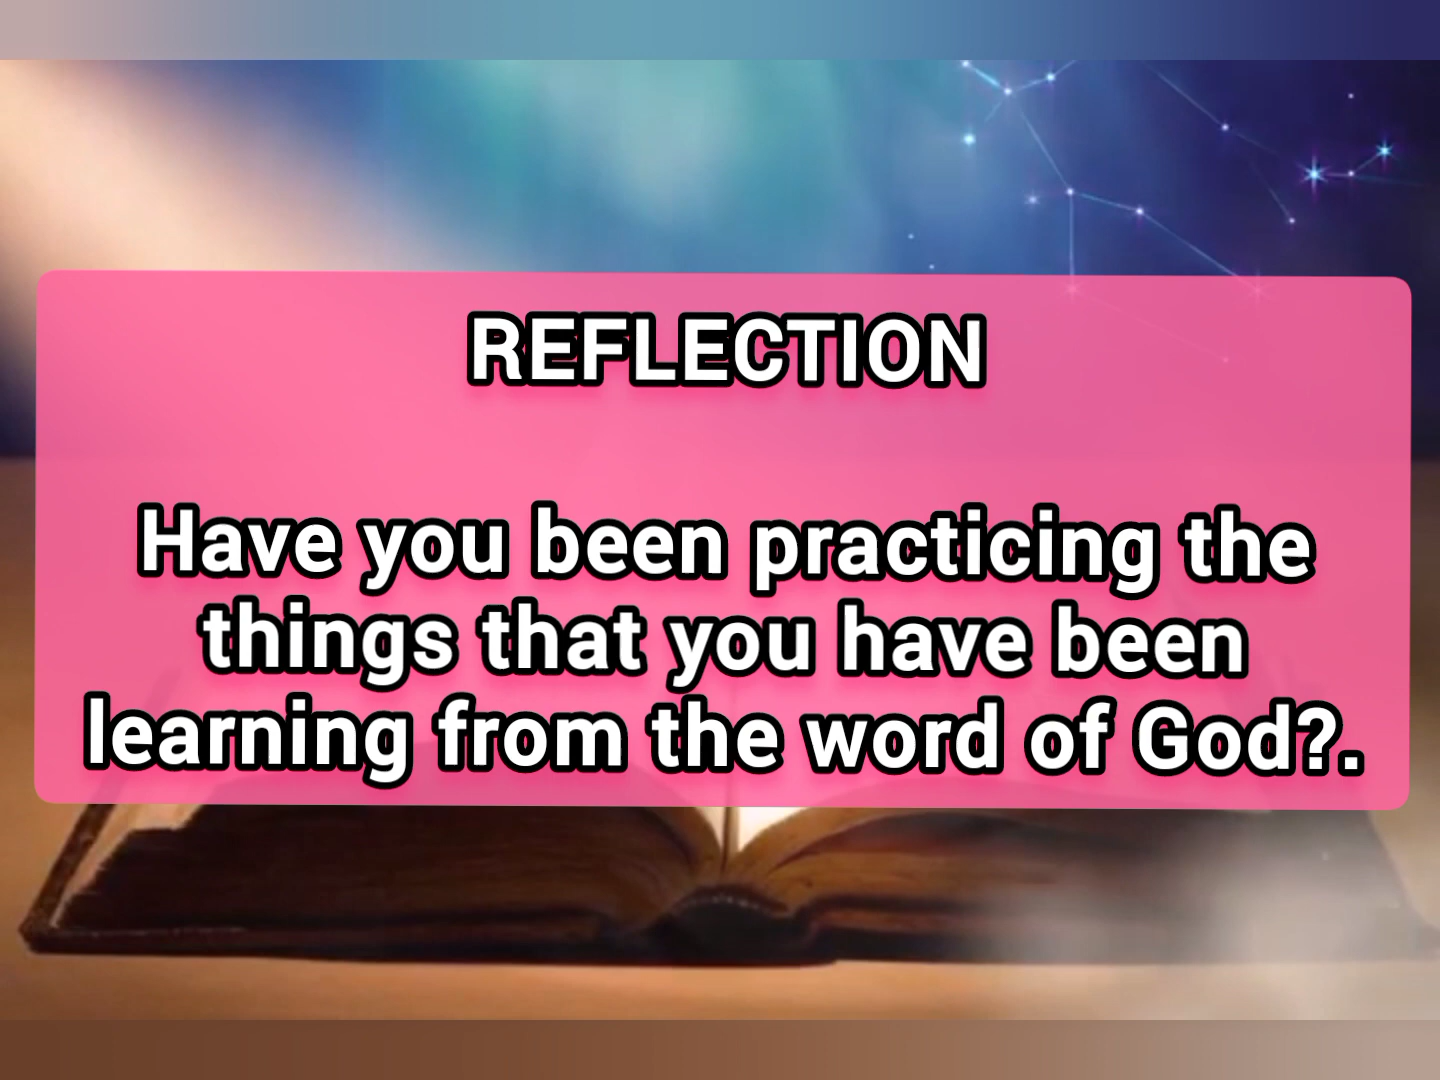 REFLECTION
Have you been practicing the
things that you have been
learning from the word of God?.